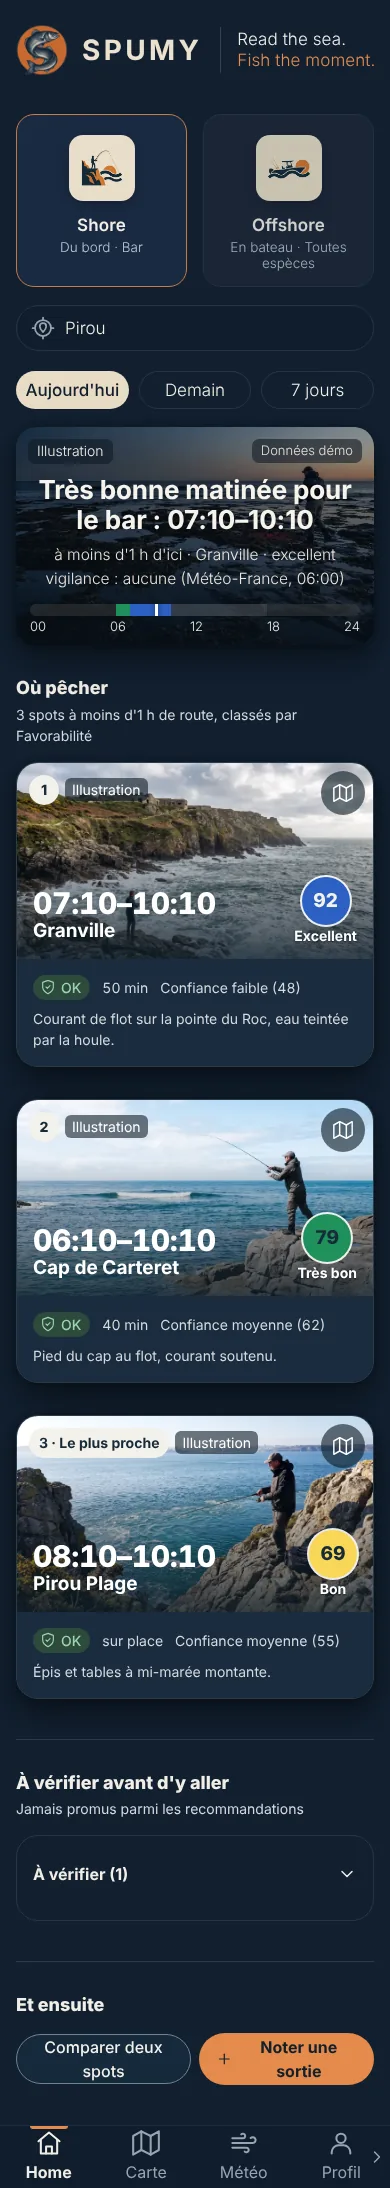 SPUMY
Read the sea.
Fish the moment.
Shore
Du bord · Bar
Offshore
En bateau · Toutes
espèces
Pirou
Aujourd'hui
Demain
7 jours
Illustration
Données démo
Très bonne matinée pour
le bar : 07:10–10:10
à moins d'1 h d'ici · Granville · excellent
vigilance : aucune (Météo-France, 06:00)
00 06 12 18 24
Où pêcher
3 spots à moins d'1 h de route, classés par
Favorabilité
1 Illustration
07:10–10:10
Granville
92
Excellent
OK 50 min Confiance faible (48)
Courant de flot sur la pointe du Roc, eau teintée
par la houle.
2 Illustration
06:10–10:10
Cap de Carteret
79
Très bon
OK 40 min Confiance moyenne (62)
Pied du cap au flot, courant soutenu.
3 · Le plus proche Illustration
08:10–10:10
Pirou Plage
69
Bon
OK sur place Confiance moyenne (55)
Épis et tables à mi-marée montante.
À vérifier avant d'y aller
Jamais promus parmi les recommandations
À vérifier (1)
Et ensuite
Comparer deux
spots
+ Noter une
sortie
Home Carte Météo Profil